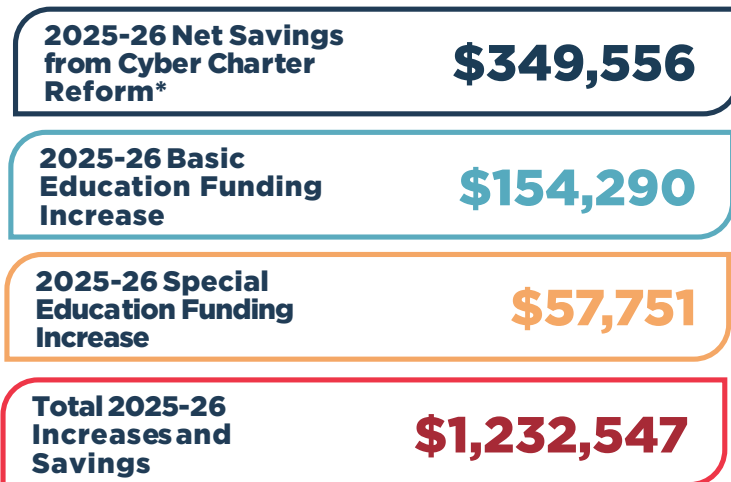 2025-26 Net Savings
from Cyber Charter
Reform*
$349,556
2025-26 Basic
Education Funding
Increase
$154,290
2025-26 Special
Education Funding
Increase
$57,751
Total 2025-26
Increases and
Savings
$1,232,547